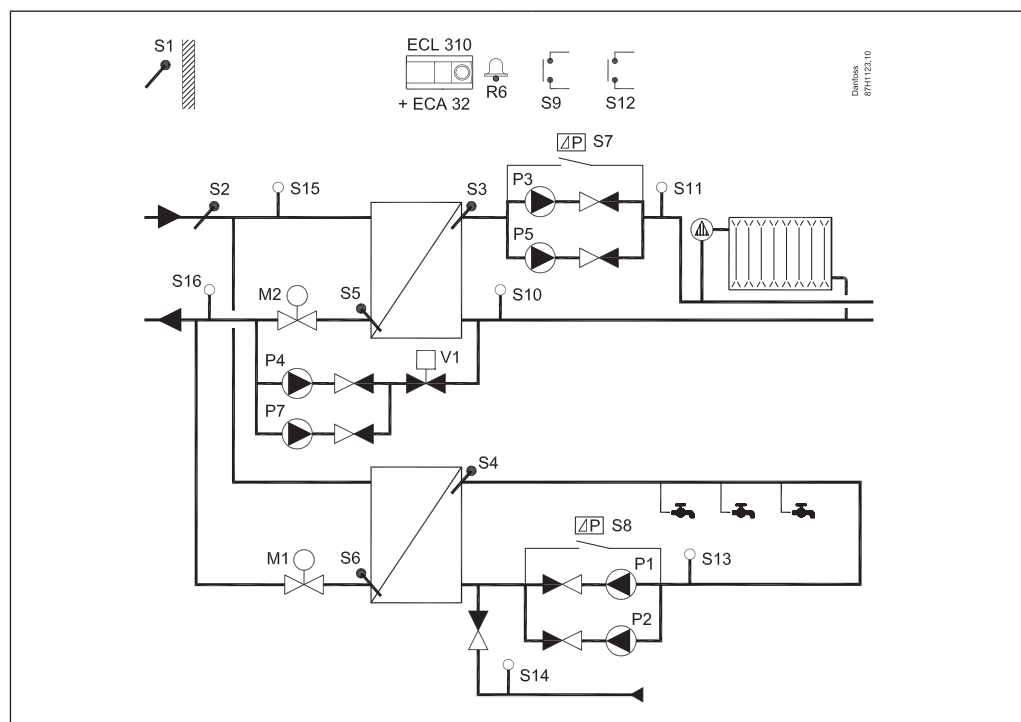 S1
ECL 310
+ ECA 32
R6
S9
S12
Danfoss
87H1123.10
⊿P S7
S2
S15
S3
P3
S11
P5
S16
M2
S5
S10
P4
V1
P7
S4
⊿P S8
M1
S6
P1
S13
P2
S14